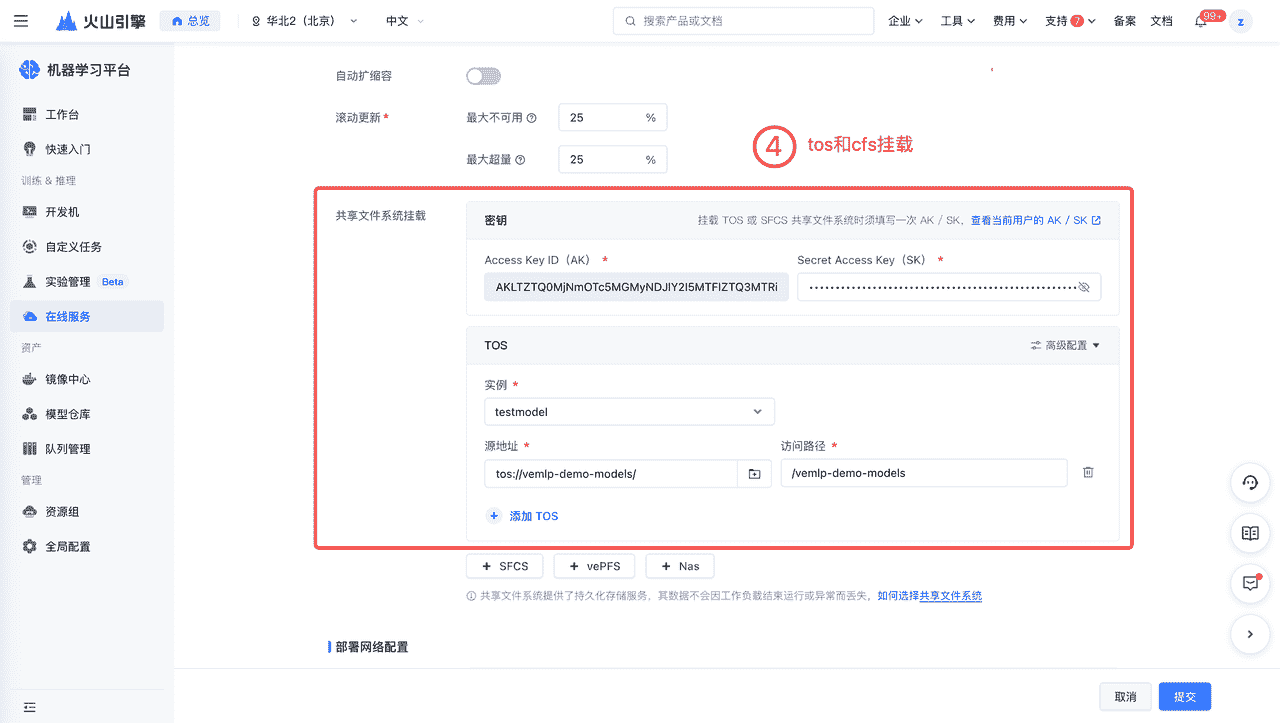 火山引擎 总览 华北2（北京） 中文 搜索产品或文档 企业 工具 费用 支持 7 备案 文档 99+ z
机器学习平台
工作台
快速入门
训练 & 推理
开发机
自定义任务
实验管理 Beta
在线服务
资产
镜像中心
模型仓库
队列管理
管理
资源组
全局配置
自动扩缩容
滚动更新 * 最大不可用 25 %
最大超量 25 %
4 tos和cfs挂载
共享文件系统挂载
密钥 挂载 TOS 或 SFCS 共享文件系统时须填写一次 AK / SK，查看当前用户的 AK / SK
Access Key ID（AK） * Secret Access Key（SK） *
AKLTZTQ0MjNmOTc5MGMyNDJlY2I5MTFlZTQ3MTRi
TOS 高级配置
实例 *
testmodel
源地址 * 访问路径 *
tos://vemlp-demo-models/ /vemlp-demo-models
+ 添加 TOS
+ SFCS + vePFS + Nas
共享文件系统提供了持久化存储服务，其数据不会因工作负载结束运行或异常而丢失，如何选择共享文件系统
部署网络配置
取消 提交